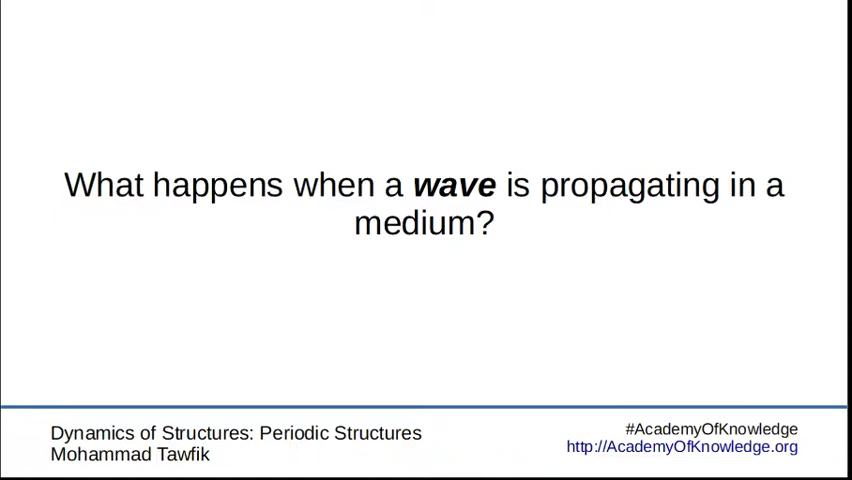 What happens when a wave is propagating in a
medium?
Dynamics of Structures: Periodic Structures
Mohammad Tawfik
#AcademyOfKnowledge
http://AcademyOfKnowledge.org